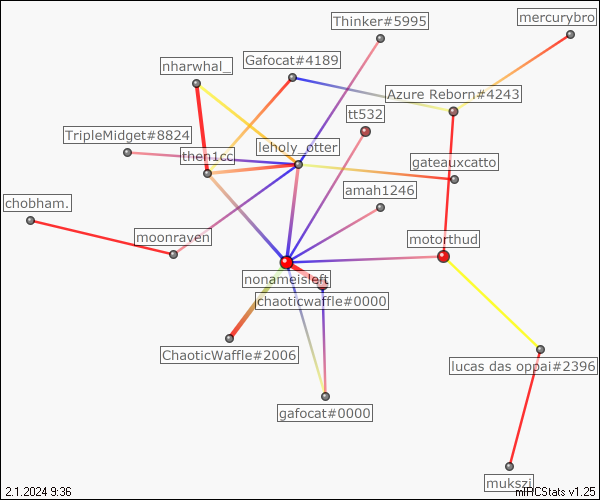 Thinker#5995
mercurybro
nharwhal_
Gafocat#4189
Azure Reborn#4243
tt532
TripleMidget#8824
then1cc
leholy_otter
gateauxcatto
amah1246
chobham.
moonraven
motorthud
nonameisleft
chaoticwaffle#0000
ChaoticWaffle#2006
lucas das oppai#2396
gafocat#0000
mukszi
2.1.2024 9:36
mIRCStats v1.25